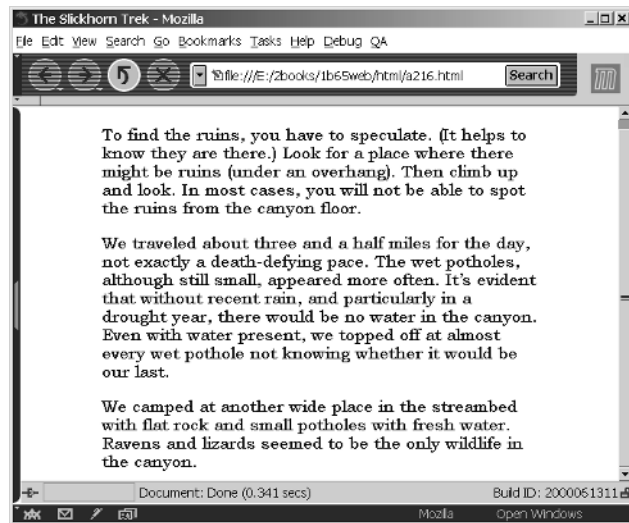 The Slickhorn Trek - Mozilla
File Edit View Search Go Bookmarks Tasks Help Debug QA
file:///E:/2books/1b65web/html/a216.html Search
To find the ruins, you have to speculate. (It helps to
know they are there.) Look for a place where there
might be ruins (under an overhang). Then climb up
and look. In most cases, you will not be able to spot
the ruins from the canyon floor.
We traveled about three and a half miles for the day,
not exactly a death-defying pace. The wet potholes,
although still small, appeared more often. It's evident
that without recent rain, and particularly in a
drought year, there would be no water in the canyon.
Even with water present, we topped off at almost
every wet pothole not knowing whether it would be
our last.
We camped at another wide place in the streambed
with flat rock and small potholes with fresh water.
Ravens and lizards seemed to be the only wildlife in
the canyon.
Document: Done (0.341 secs) Build ID: 2000061311
Mozilla Open Windows